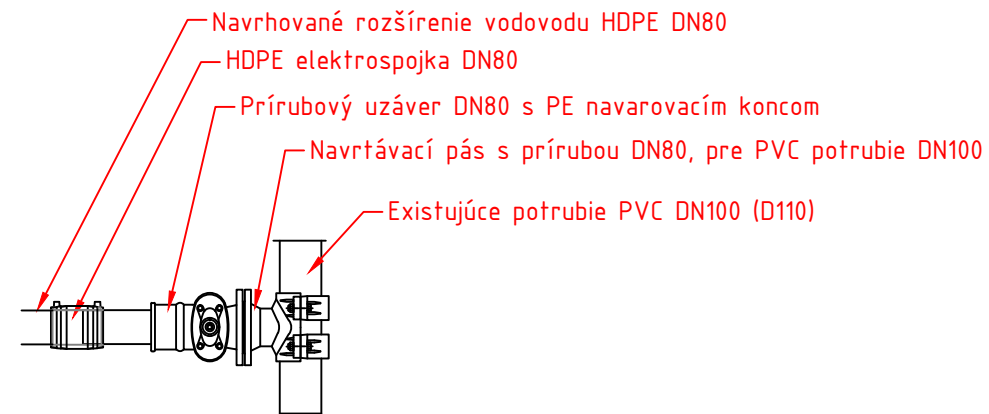 Navrhované rozšírenie vodovodu HDPE DN80
HDPE elektrospojka DN80
Prírubový uzáver DN80 s PE navarovacím koncom
Navrtávací pás s prírubou DN80, pre PVC potrubie DN100
Existujúce potrubie PVC DN100 (D110)